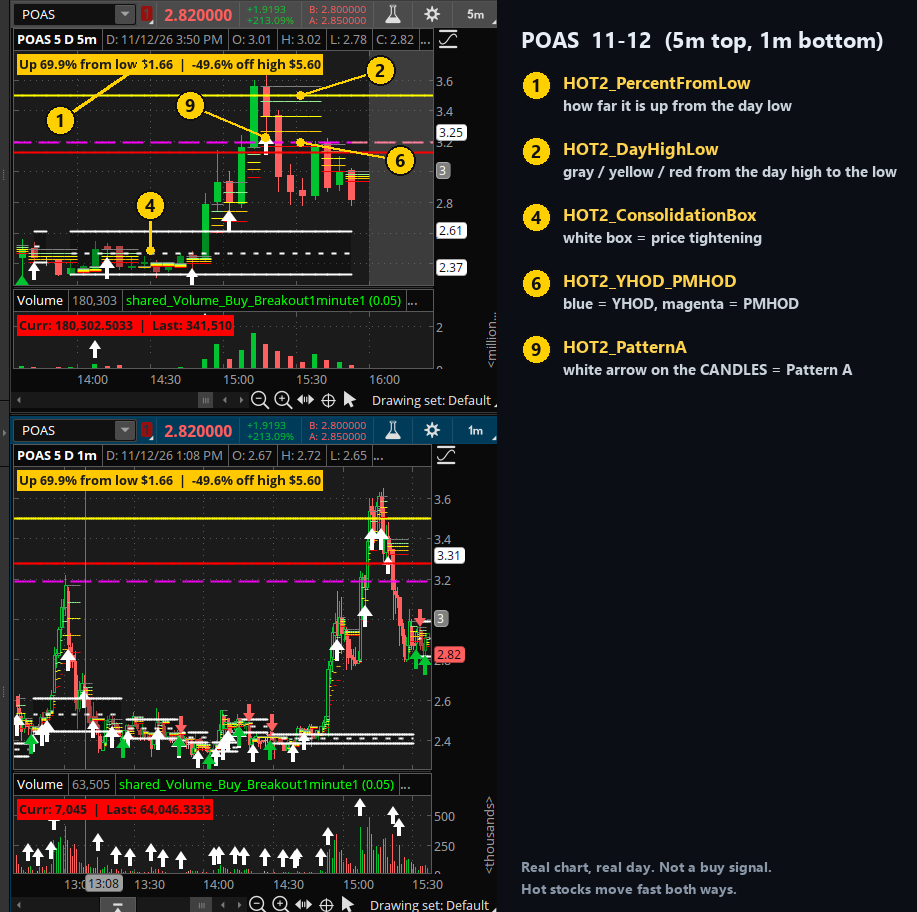 POAS
2.820000
+1.9193
+213.09%
B: 2.800000
A: 2.850000
5m
POAS 5 D 5m
D: 11/12/26 3:50 PM
O: 3.01
H: 3.02
L: 2.78
C: 2.82
...
Up 69.9% from low $1.66 | -49.6% off high $5.60
1
2
9
6
4
3.6
3.4
3.25
3.2
3
2.8
2.61
2.37
Volume
180,303
shared_Volume_Buy_Breakout1minute1 (0.05)
...
Curr: 180,302.5033 | Last: 341,510
2
<million...
14:00
14:30
15:00
15:30
16:00
Drawing set: Default
POAS
2.820000
+1.9193
+213.09%
B: 2.800000
A: 2.850000
1m
POAS 5 D 1m
D: 11/12/26 1:08 PM
O: 2.67
H: 2.72
L: 2.65
...
Up 69.9% from low $1.66 | -49.6% off high $5.60
3.6
3.4
3.31
3.2
3
2.82
2.6
2.4
Volume
63,505
shared_Volume_Buy_Breakout1minute1 (0.05)
...
Curr: 7,045 | Last: 64,046.3333
500
250
0
<thousands>
13:08
13:30
14:00
14:30
15:00
15:30
Drawing set: Default
POAS 11-12 (5m top, 1m bottom)
1
HOT2_PercentFromLow
how far it is up from the day low
2
HOT2_DayHighLow
gray / yellow / red from the day high to the low
4
HOT2_ConsolidationBox
white box = price tightening
6
HOT2_YHOD_PMHOD
blue = YHOD, magenta = PMHOD
9
HOT2_PatternA
white arrow on the CANDLES = Pattern A
Real chart, real day. Not a buy signal.
Hot stocks move fast both ways.